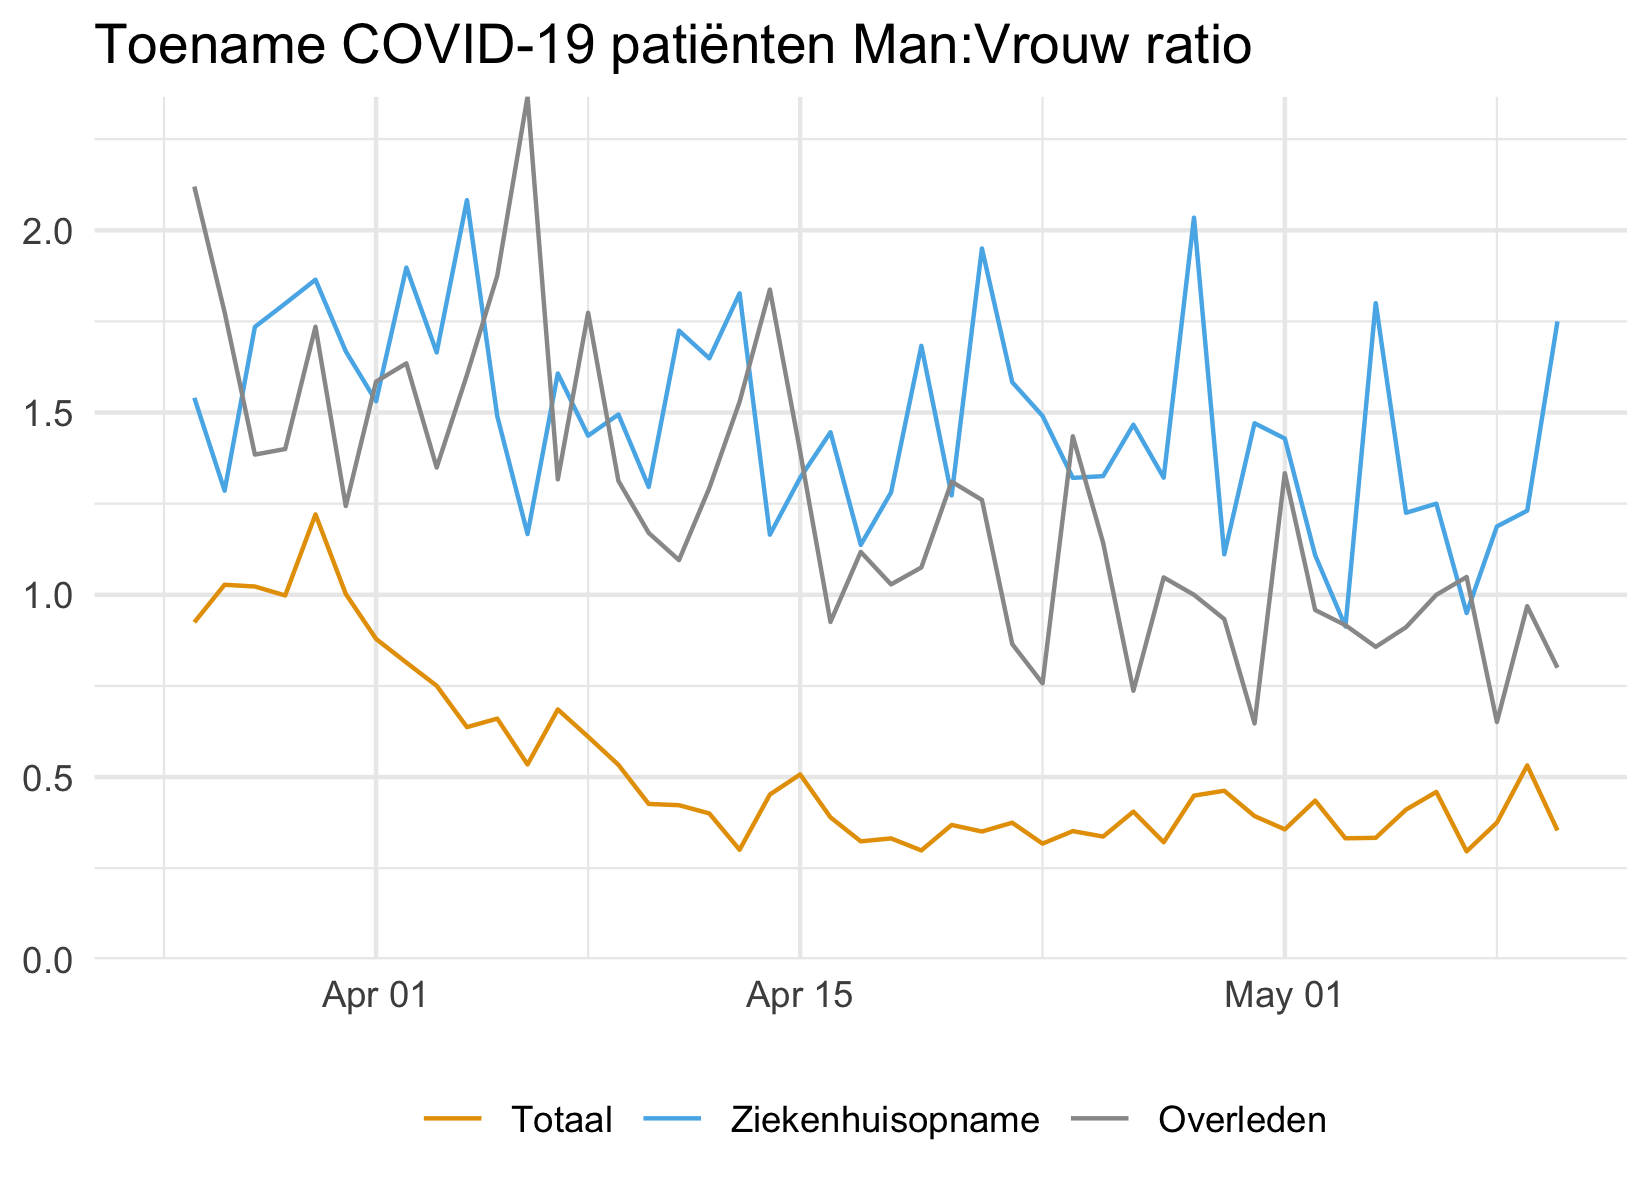 Toename COVID-19 patiënten Man:Vrouw ratio
2.0
1.5
1.0
0.5
0.0
Apr 01 Apr 15 May 01
Totaal Ziekenhuisopname Overleden